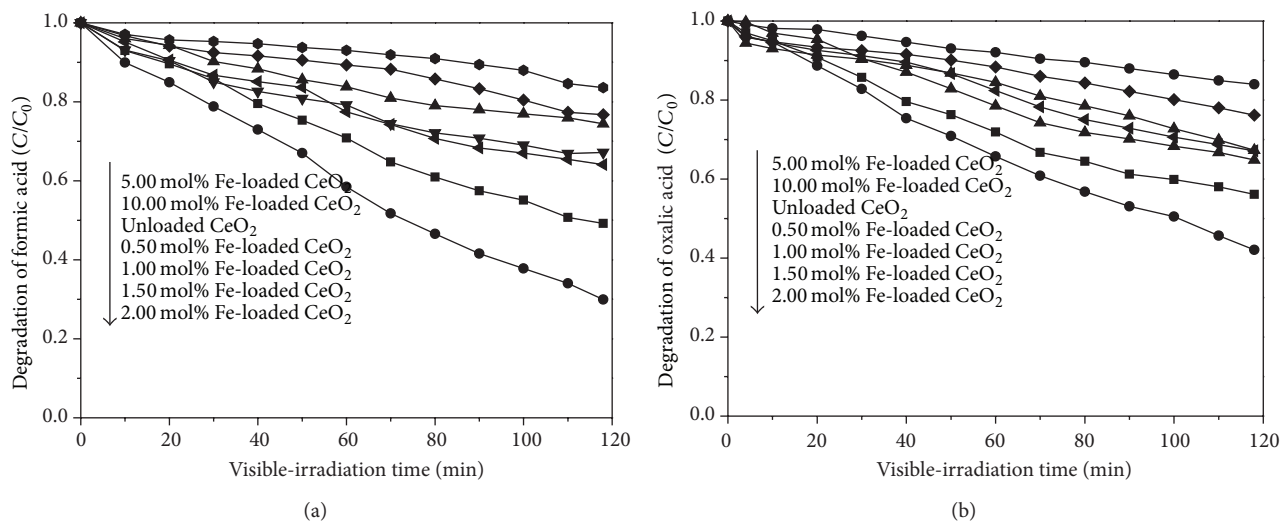 Degradation of formic acid (C/C0)
1.0
0.8
0.6
0.4
0.2
0.0
5.00 mol% Fe-loaded CeO2
10.00 mol% Fe-loaded CeO2
Unloaded CeO2
0.50 mol% Fe-loaded CeO2
1.00 mol% Fe-loaded CeO2
1.50 mol% Fe-loaded CeO2
2.00 mol% Fe-loaded CeO2
0 20 40 60 80 100 120
Visible-irradiation time (min)
(a)
Degradation of oxalic acid (C/C0)
1.0
0.8
0.6
0.4
0.2
0.0
5.00 mol% Fe-loaded CeO2
10.00 mol% Fe-loaded CeO2
Unloaded CeO2
0.50 mol% Fe-loaded CeO2
1.00 mol% Fe-loaded CeO2
1.50 mol% Fe-loaded CeO2
2.00 mol% Fe-loaded CeO2
0 20 40 60 80 100 120
Visible-irradiation time (min)
(b)